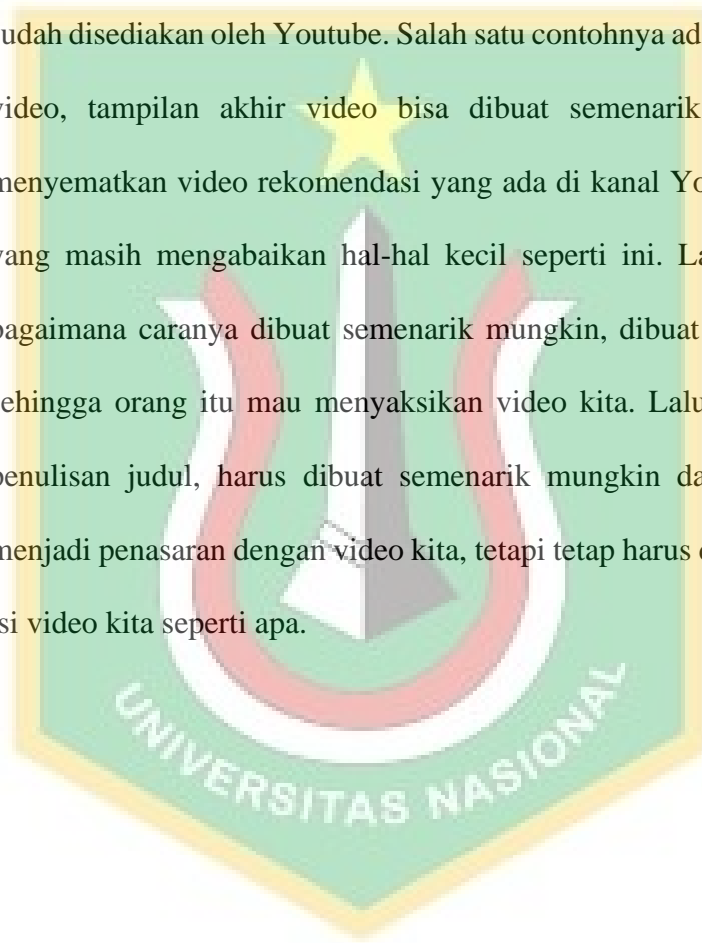 udah disediakan oleh Youtube. Salah satu contohnya ad
video, tampilan akhir video bisa dibuat semenarik
menyematkan video rekomendasi yang ada di kanal Yo
yang masih mengabaikan hal-hal kecil seperti ini. La
bagaimana caranya dibuat semenarik mungkin, dibuat
sehingga orang itu mau menyaksikan video kita. Lalu
penulisan judul, harus dibuat semenarik mungkin da
menjadi penasaran dengan video kita, tetapi tetap harus
si video kita seperti apa.
UNIVERSITAS NASIONAL